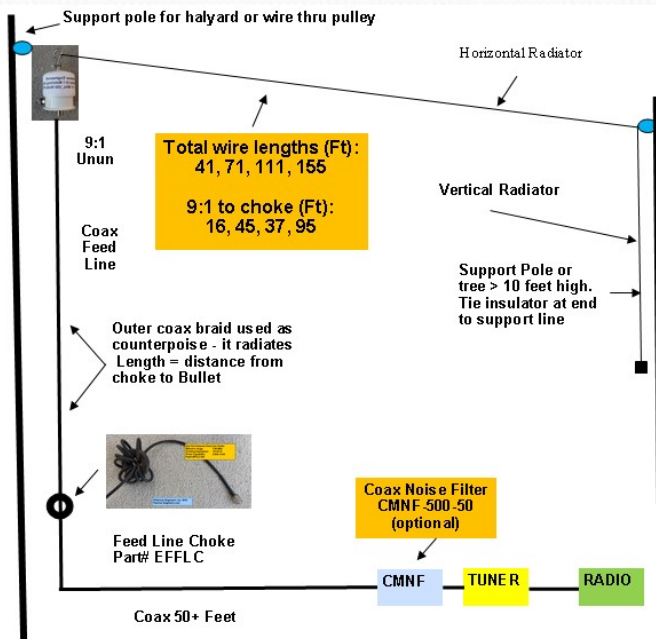 Support pole for halyard or wire thru pulley
Horizontal Radiator
9:1
Unun
Total wire lengths (Ft):
41, 71, 111, 155
9:1 to choke (Ft):
16, 45, 37, 95
Vertical Radiator
Coax
Feed
Line
Support Pole or
tree > 10 feet high.
Tie insulator at end
to support line
Outer coax braid used as
counterpoise - it radiates
Length = distance from
choke to Bullet
Coax Noise Filter
CMNF-500-50
(optional)
Feed Line Choke
Part# EFFLC
CMNF
TUNER
RADIO
Coax 50+ Feet